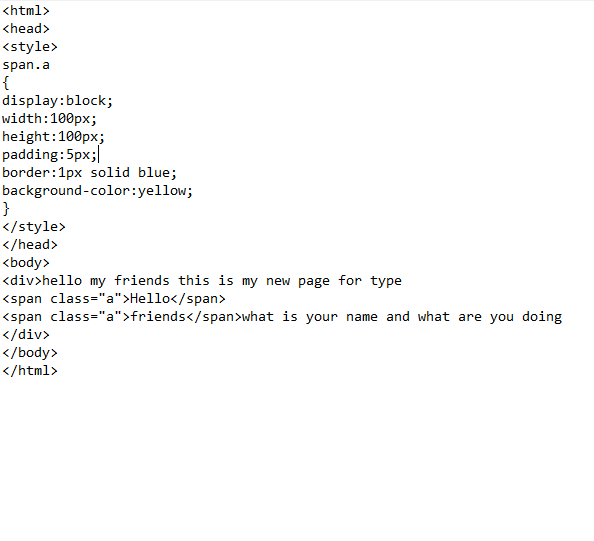 <html>
<head>
<style>
span.a
{
display:block;
width:100px;
height:100px;
padding:5px;
border:1px solid blue;
background-color:yellow;
}
</style>
</head>
<body>
<div>hello my friends this is my new page for type
<span class="a">Hello</span>
<span class="a">friends</span>what is your name and what are you doing
</div>
</body>
</html>